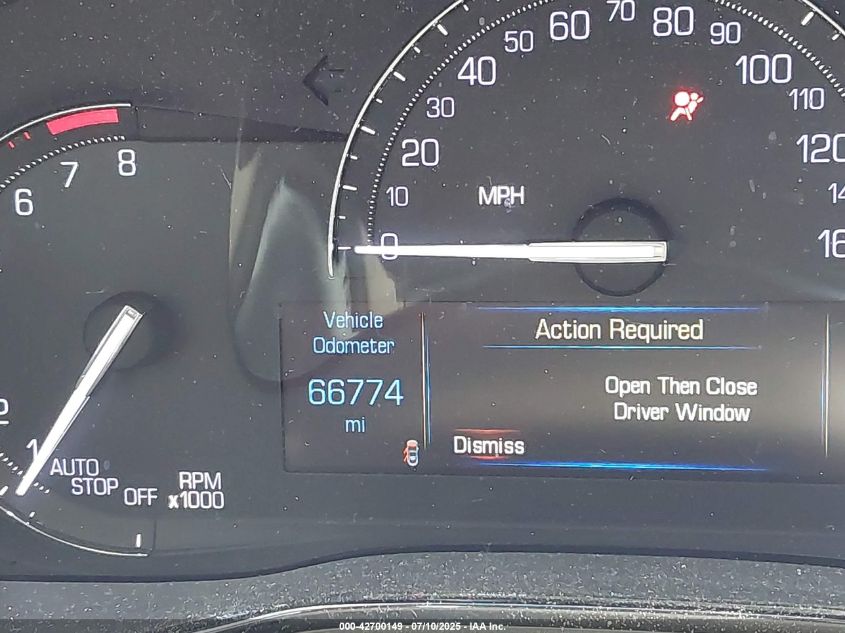 50 60 70 80 90
40 100
30 110
20 120
10 MPH
0
6 7 8
2
1
AUTO
STOP OFF
RPM
x1000
Vehicle
Odometer
66774
mi
Action Required
Open Then Close
Driver Window
Dismiss
000-42700149 - 07/10/2025 - IAA Inc.